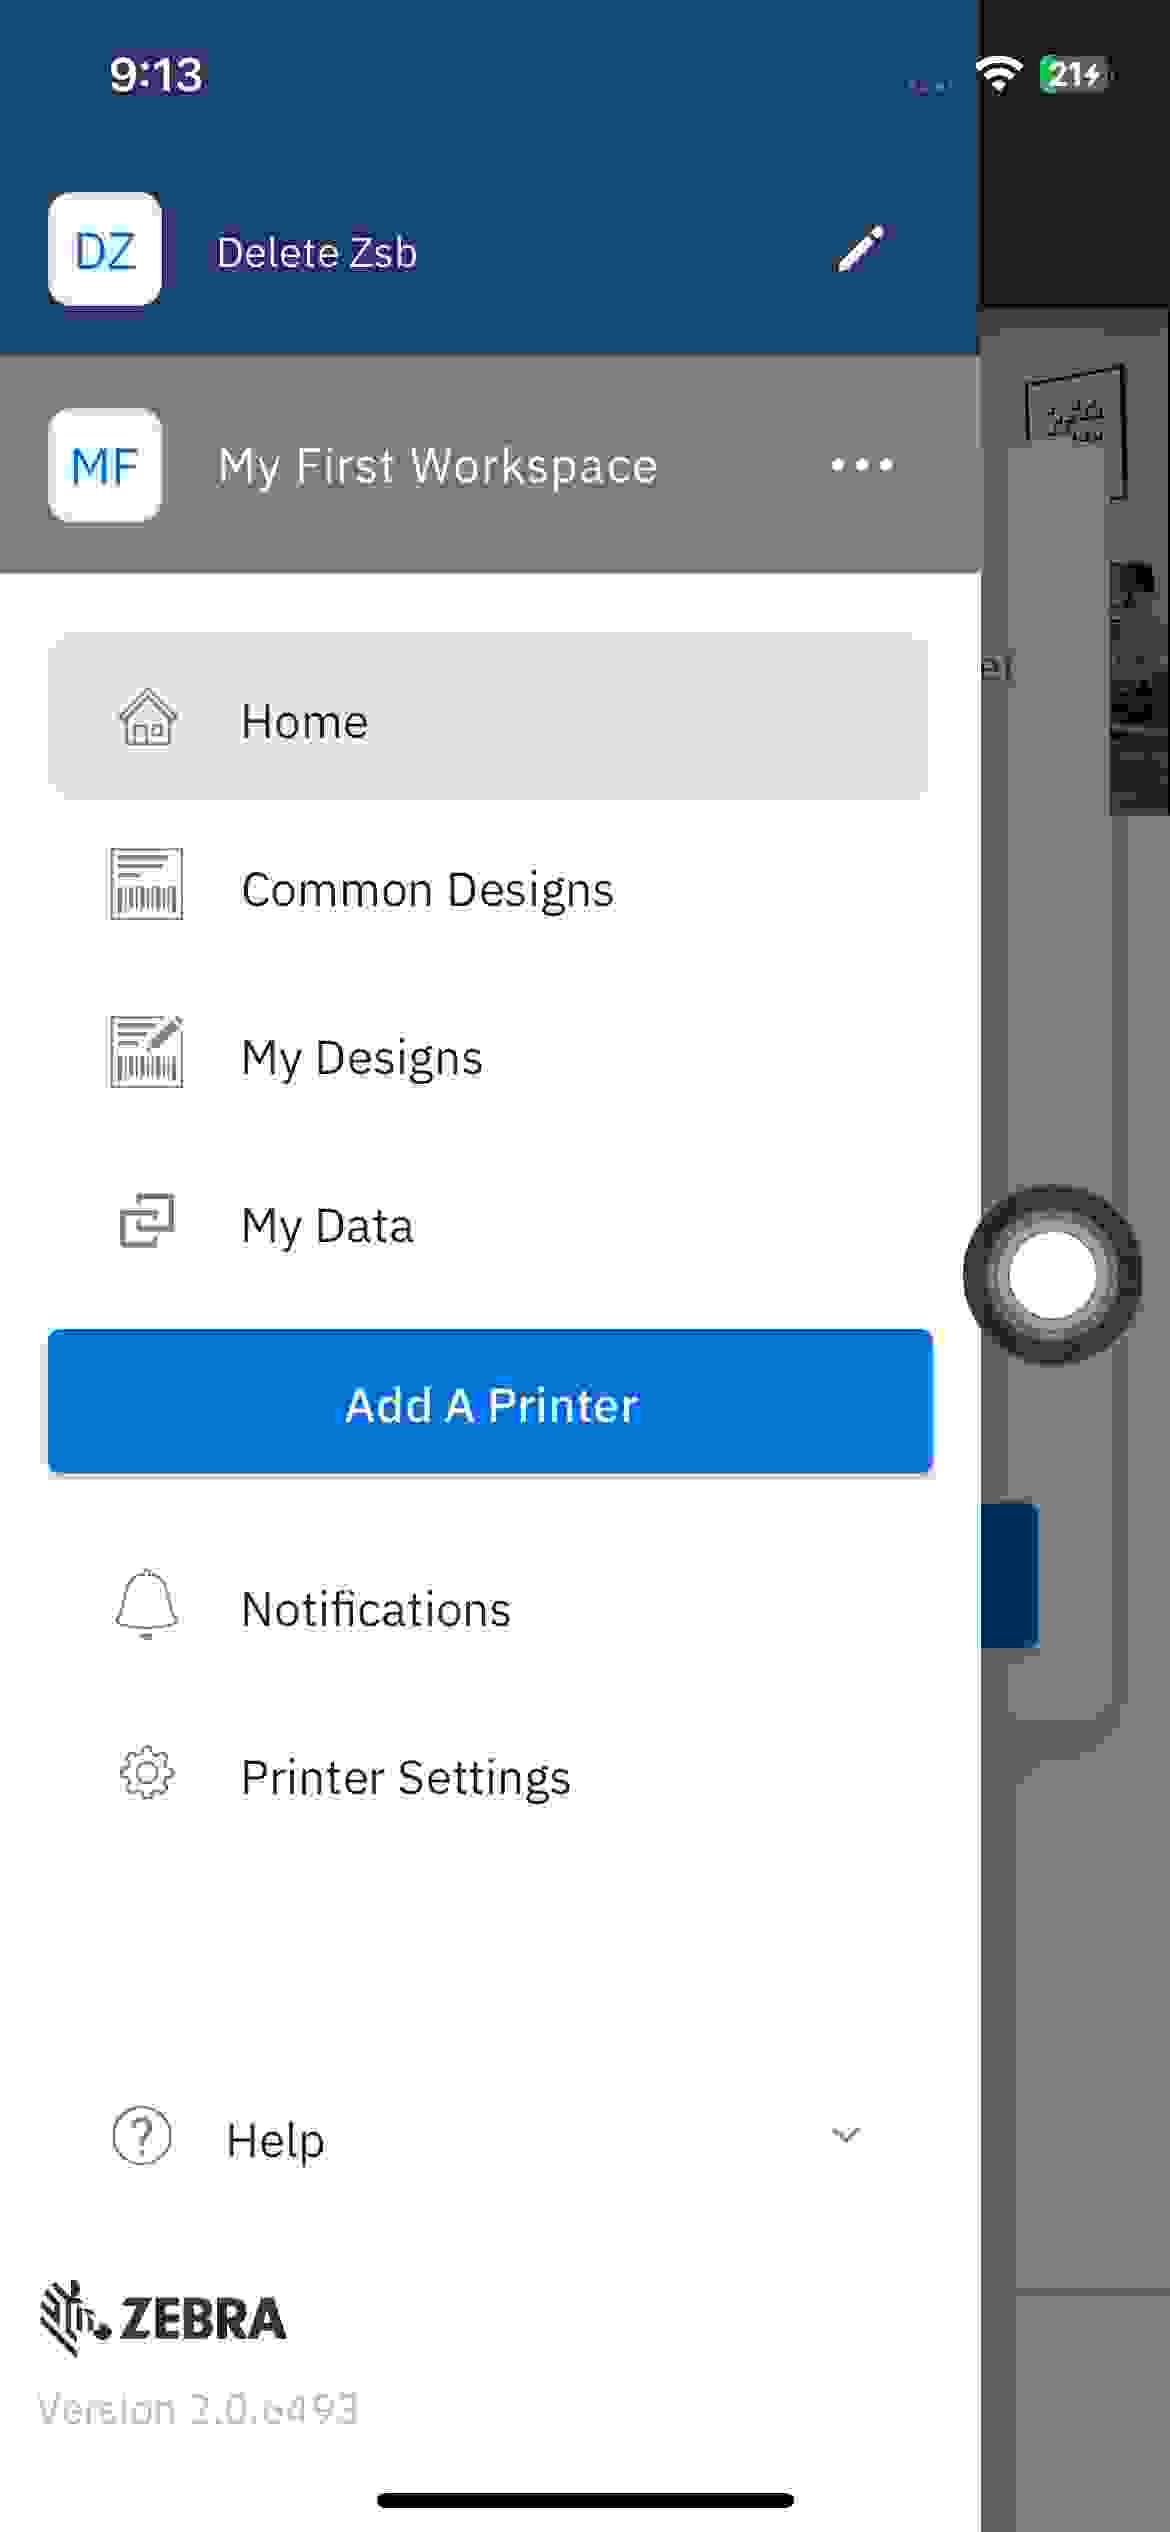 9:13
21
DZ Delete Zsb
MF My First Workspace
Home
Common Designs
My Designs
My Data
Add A Printer
Notifications
Printer Settings
Help
ZEBRA
Version 2.0.6493